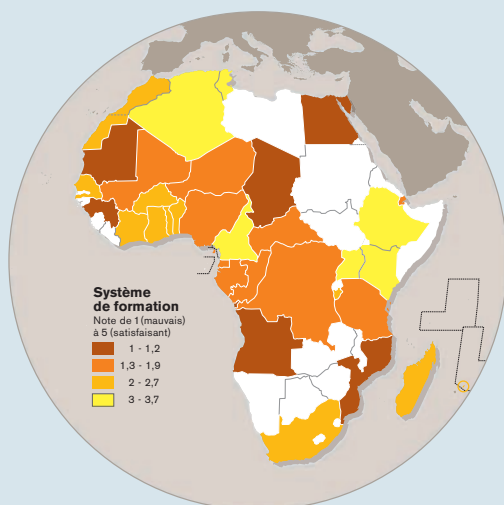 Système
de formation
Note de 1 (mauvais)
à 5 (satisfaisant)
1 - 1,2
1,3 - 1,9
2 - 2,7
3 - 3,7